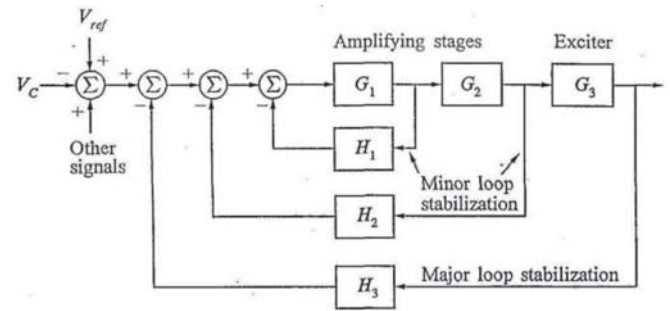 V_ref
Amplifying stages
Exciter
V_C
−
+
Σ
+
Σ
+
Σ
+
Σ
G_1
G_2
G_3
+
−
−
−
Other
signals
H_1
Minor loop
stabilization
H_2
H_3
Major loop stabilization